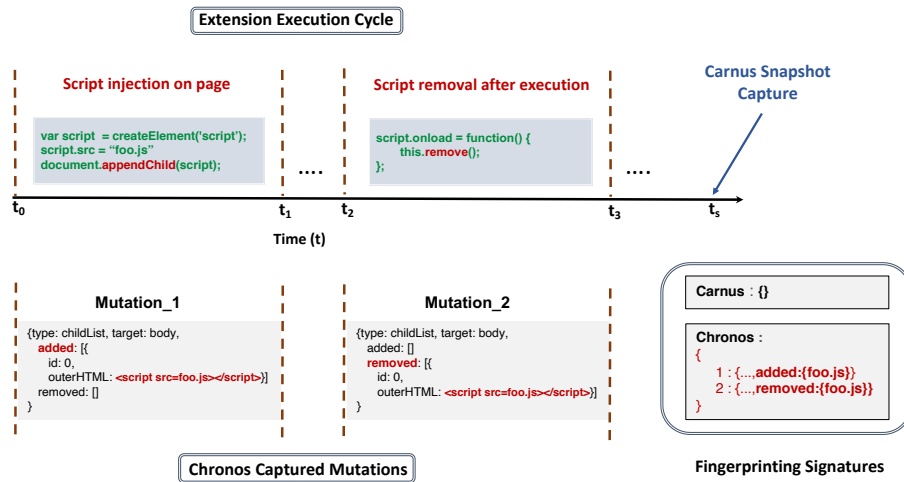 Extension Execution Cycle
Script injection on page
Script removal after execution
Carnus Snapshot
Capture
var script = createElement('script');
script.src = “foo.js”
document.appendChild(script);
....
script.onload = function() {
this.remove();
};
....
t0
t1
t2
t3
ts
Time (t)
Mutation_1
{type: childList, target: body,
added: [{
id: 0,
outerHTML: <script src=foo.js></script>}]
removed: []
}
Mutation_2
{type: childList, target: body,
added: []
removed: [{
id: 0,
outerHTML: <script src=foo.js></script>}]
}
Carnus : {}
Chronos :
{
1 : {...,added:{foo.js}}
2 : {...,removed:{foo.js}}
}
Chronos Captured Mutations
Fingerprinting Signatures